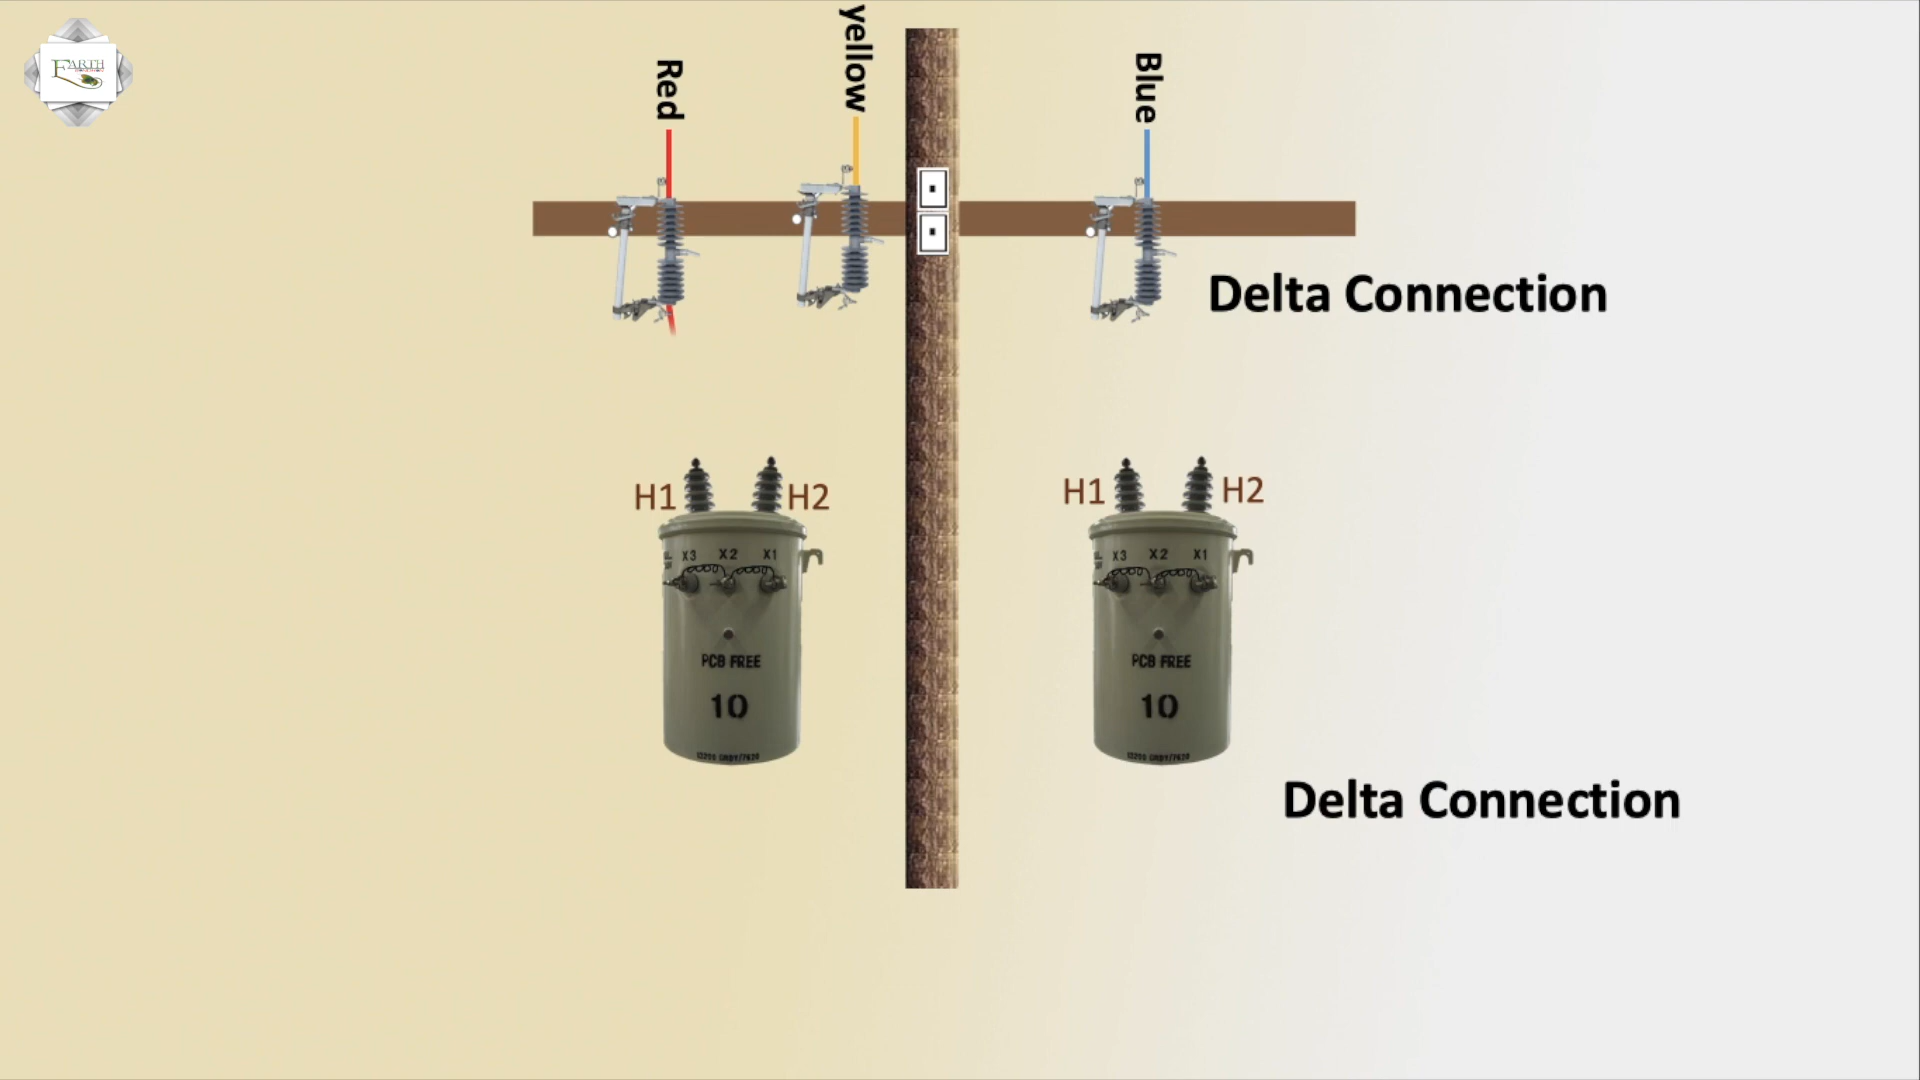 EARTH
yellow
Red
Blue
Delta Connection
H1 H2
H1 H2
X3 X2 X1
X3 X2 X1
PCB FREE
PCB FREE
10
10
Delta Connection